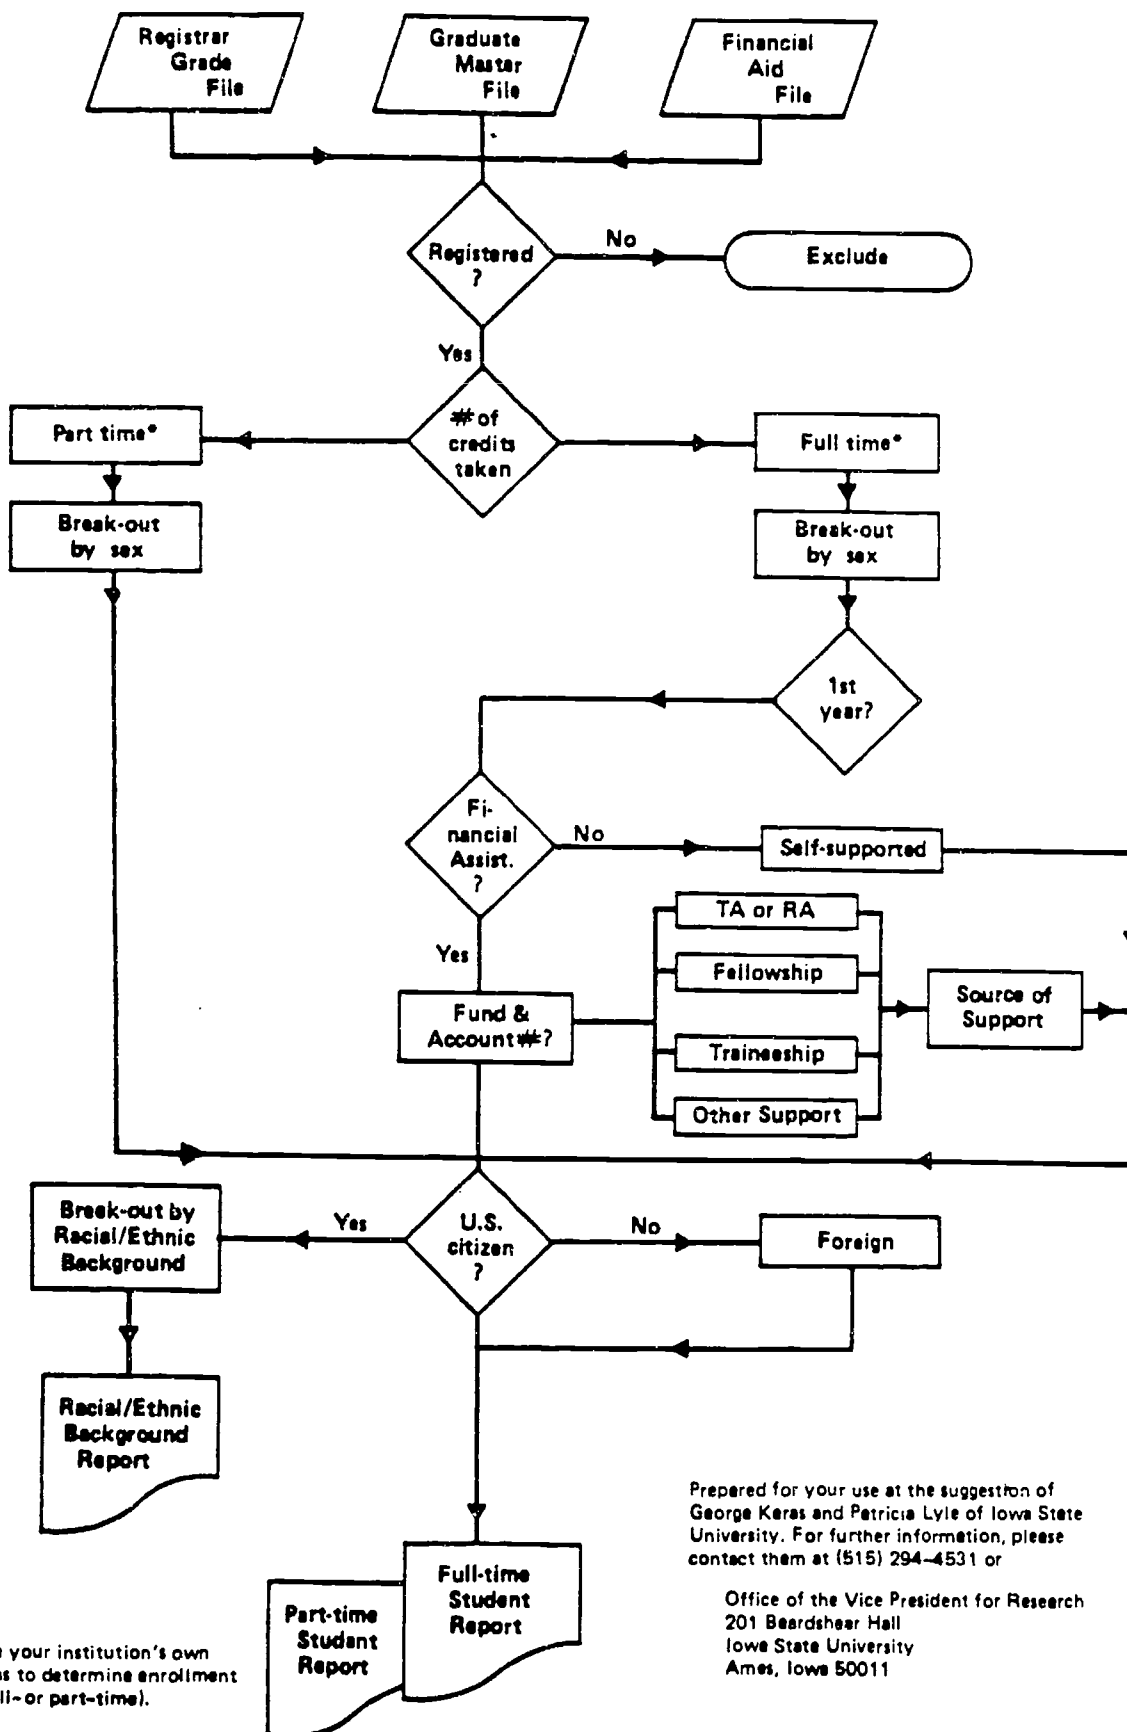 Registrar
Grade
File
Graduate
Master
File
Financial
Aid
File
Registered
?
No
Exclude
Yes
# of
credits
taken
Part time*
Full time*
Break-out
by sex
Break-out
by sex
1st
year?
Fi-
nancial
Assist.
?
No
Self-supported
Yes
TA or RA
Fellowship
Fund &
Account #?
Source of
Support
Traineeship
Other Support
Break-out by
Racial/Ethnic
Background
Yes
U.S.
citizen
?
No
Foreign
Racial/Ethnic
Background
Report
Prepared for your use at the suggestion of
George Keras and Patricia Lyle of Iowa State
University. For further information, please
contact them at (515) 294-4531 or
Office of the Vice President for Research
201 Beardshear Hall
Iowa State University
Ames, Iowa 50011
Full-time
Student
Report
Part-time
Student
Report
your institution's own
to determine enrollment
or part-time).